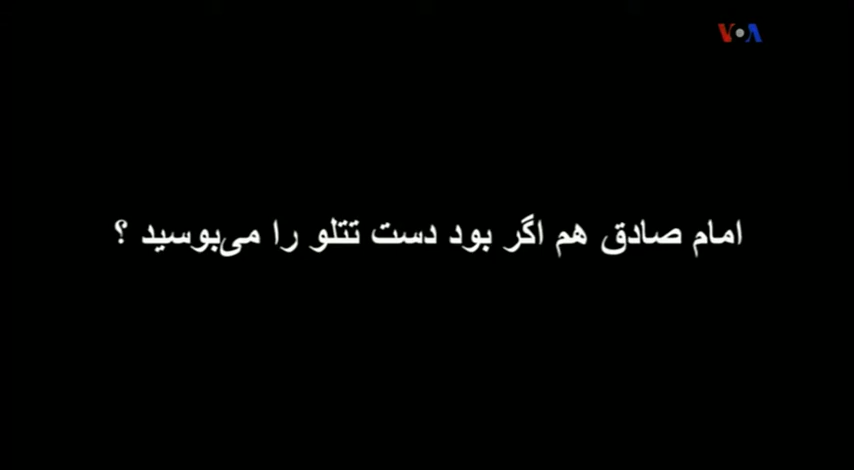 VOA
امام صادق هم اگر بود دست تتلو را می‌بوسید ؟